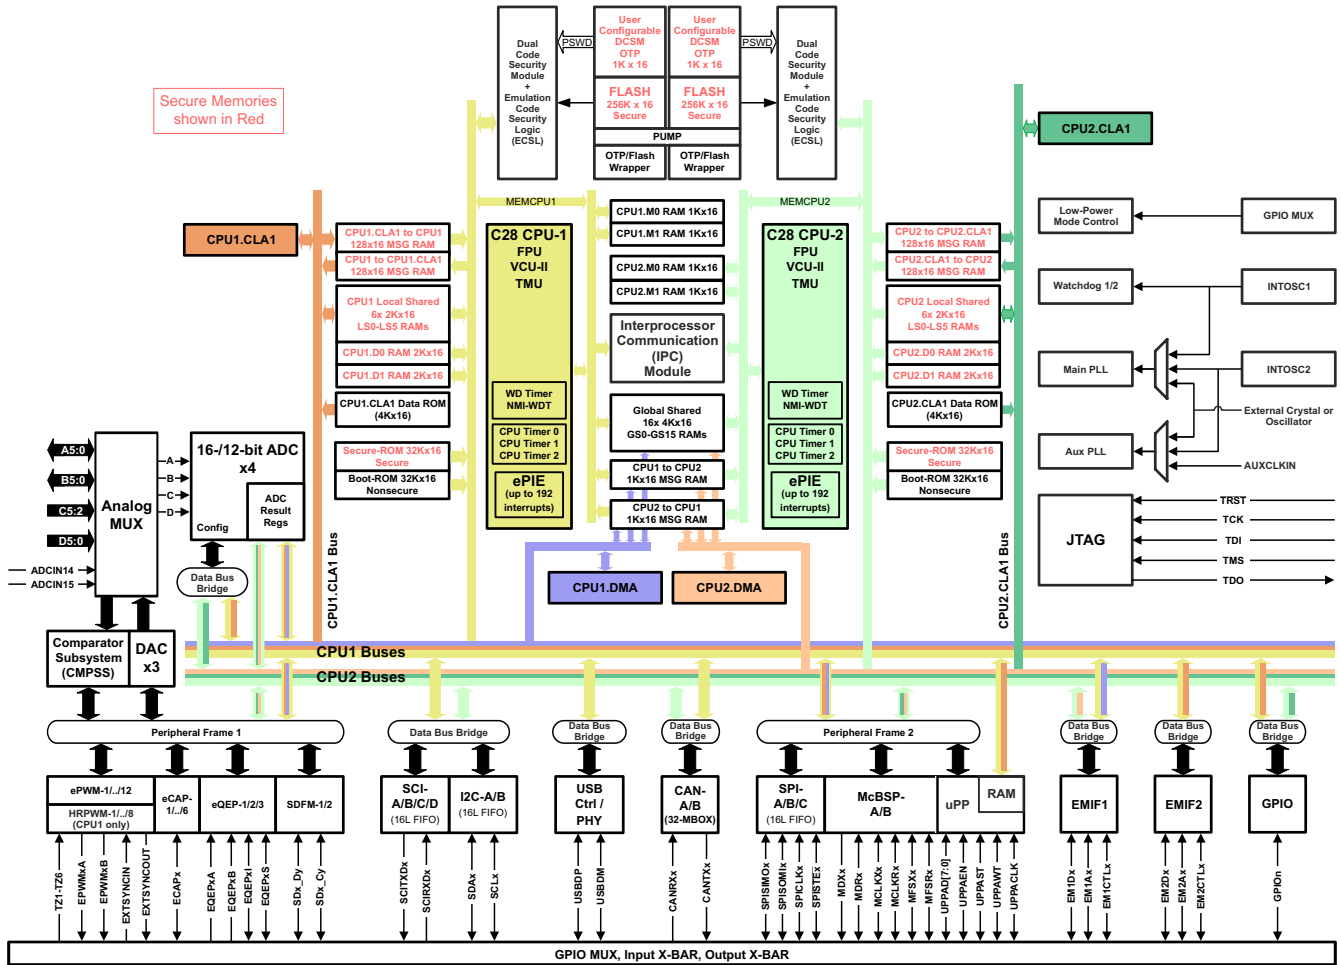 Dual
Code
Security
Module
+
Emulation
Code
Security
Logic
(ECSL)
PSWD
User
Configurable
DCSM
OTP
1K x 16
User
Configurable
DCSM
OTP
1K x 16
PSWD
Dual
Code
Security
Module
+
Emulation
Code
Security
Logic
(ECSL)
FLASH
256K x 16
Secure
FLASH
256K x 16
Secure
PUMP
OTP/Flash
Wrapper
OTP/Flash
Wrapper
Secure Memories
shown in Red
CPU2.CLA1
MEMCPU1
MEMCPU2
CPU1.CLA1
CPU1.CLA1 to CPU1
128x16 MSG RAM
CPU1 to CPU1.CLA1
128x16 MSG RAM
CPU1 Local Shared
6x 2Kx16
LS0-LS5 RAMs
CPU1.D0 RAM 2Kx16
CPU1.D1 RAM 2Kx16
CPU1.CLA1 Data ROM
(4Kx16)
Secure-ROM 32Kx16
Secure
Boot-ROM 32Kx16
Nonsecure
C28 CPU-1
FPU
VCU-II
TMU
WD Timer
NMI-WDT
CPU Timer 0
CPU Timer 1
CPU Timer 2
ePIE
(up to 192
interrupts)
CPU1.M0 RAM 1Kx16
CPU1.M1 RAM 1Kx16
CPU2.M0 RAM 1Kx16
CPU2.M1 RAM 1Kx16
Interprocessor
Communication
(IPC)
Module
Global Shared
16x 4Kx16
GS0-GS15 RAMs
CPU1 to CPU2
1Kx16 MSG RAM
CPU2 to CPU1
1Kx16 MSG RAM
C28 CPU-2
FPU
VCU-II
TMU
WD Timer
NMI-WDT
CPU Timer 0
CPU Timer 1
CPU Timer 2
ePIE
(up to 192
interrupts)
CPU2 to CPU2.CLA1
128x16 MSG RAM
CPU2.CLA1 to CPU2
128x16 MSG RAM
CPU2 Local Shared
6x 2Kx16
LS0-LS5 RAMs
CPU2.D0 RAM 2Kx16
CPU2.D1 RAM 2Kx16
CPU2.CLA1 Data ROM
(4Kx16)
Secure-ROM 32Kx16
Secure
Boot-ROM 32Kx16
Nonsecure
Low-Power
Mode Control
GPIO MUX
Watchdog 1/2
INTOSC1
Main PLL
INTOSC2
External Crystal or
Oscillator
Aux PLL
AUXCLKIN
JTAG
TRST
TCK
TDI
TMS
TDO
A5:0
B5:0
C5:2
D5:0
ADCIN14
ADCIN15
Analog
MUX
A
B
C
D
16-/12-bit ADC
x4
ADC
Result
Regs
Config
Data Bus
Bridge
CPU1.CLA1 Bus
CPU2.CLA1 Bus
CPU1.DMA
CPU2.DMA
Comparator
Subsystem
(CMPSS)
DAC
x3
CPU1 Buses
CPU2 Buses
Peripheral Frame 1
Data Bus Bridge
Data Bus
Bridge
Data Bus
Bridge
Peripheral Frame 2
Data Bus
Bridge
Data Bus
Bridge
Data Bus
Bridge
ePWM-1/../12
HRPWM-1/../8
(CPU1 only)
eCAP-
1/../6
eQEP-1/2/3
SDFM-1/2
SCI-
A/B/C/D
(16L FIFO)
I2C-A/B
(16L FIFO)
USB
Ctrl /
PHY
CAN-
A/B
(32-MBOX)
SPI-
A/B/C
(16L FIFO)
McBSP-
A/B
uPP
RAM
EMIF1
EMIF2
GPIO
TZ1-TZ6
EPWMxA
EPWMxB
EXTSYNCIN
EXTSYNCOUT
ECAPx
EQEPxA
EQEPxB
EQEPxI
EQEPxS
SDx_Dy
SDx_Cy
SCITXDx
SCIRXDx
SDAx
SCLx
USBDP
USBDM
CANRXx
CANTXx
SPISIMOx
SPISOMIx
SPICLKx
SPISTEx
MDXx
MDRx
MCLKXx
MCLKRx
MFSXx
MFSRx
UPPAD[7:0]
UPPAEN
UPPAST
UPPAWT
UPPACLK
EM1Dx
EM1Ax
EM1CTLx
EM2Dx
EM2Ax
EM2CTLx
GPIOn
GPIO MUX, Input X-BAR, Output X-BAR